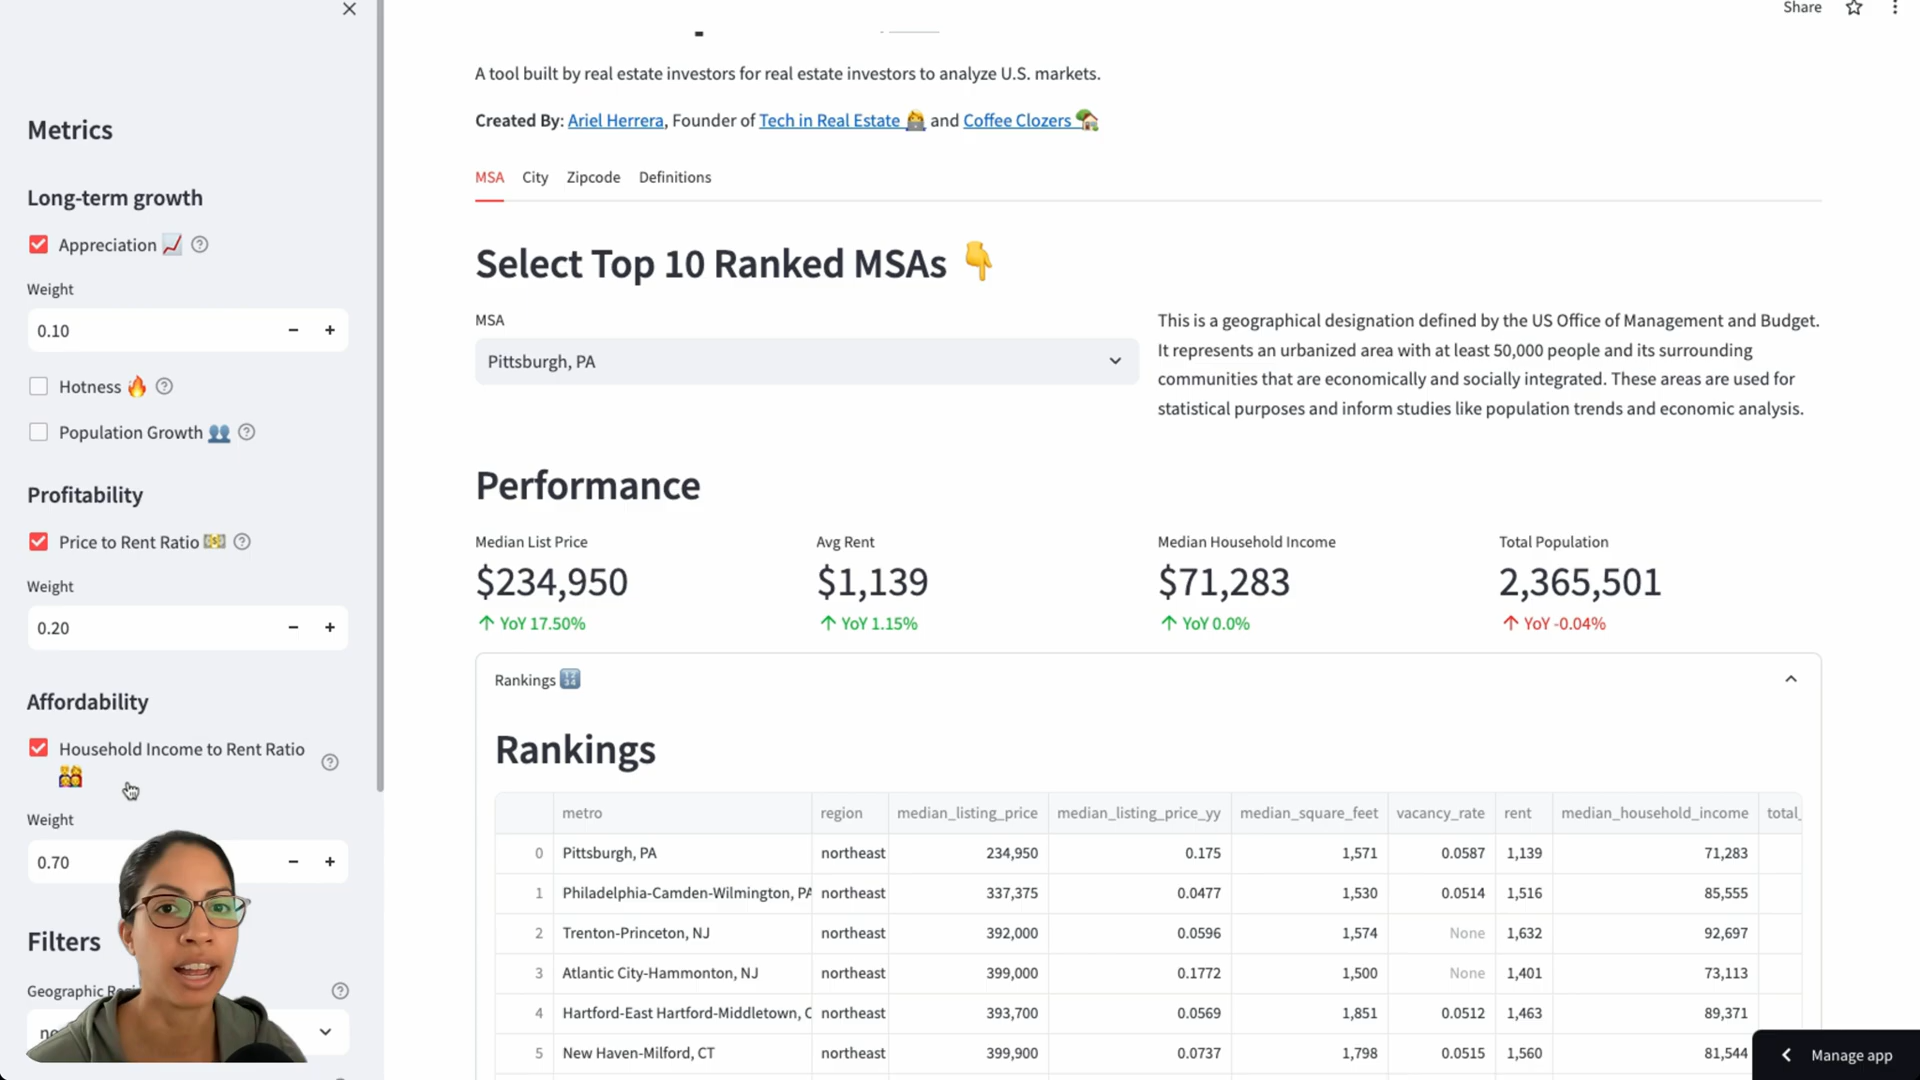 Share
A tool built by real estate investors for real estate investors to analyze U.S. markets.
Created By: Ariel Herrera, Founder of Tech in Real Estate and Coffee Clozers
MSA City Zipcode Definitions
Metrics
Long-term growth
Appreciation
Weight
0.10 - +
Hotness
Population Growth
Profitability
Price to Rent Ratio
Weight
0.20 - +
Affordability
Household Income to Rent Ratio
Weight
0.70 - +
Filters
Geographic
Select Top 10 Ranked MSAs
MSA
Pittsburgh, PA
This is a geographical designation defined by the US Office of Management and Budget.
It represents an urbanized area with at least 50,000 people and its surrounding
communities that are economically and socially integrated. These areas are used for
statistical purposes and inform studies like population trends and economic analysis.
Performance
Median List Price Avg Rent Median Household Income Total Population
$234,950 $1,139 $71,283 2,365,501
↑ YoY 17.50% ↑ YoY 1.15% ↑ YoY 0.0% ↑ YoY -0.04%
Rankings
Rankings
metro region median_listing_price median_listing_price_yy median_square_feet vacancy_rate rent median_household_income total_
0 Pittsburgh, PA northeast 234,950 0.175 1,571 0.0587 1,139 71,283
1 Philadelphia-Camden-Wilmington, PA northeast 337,375 0.0477 1,530 0.0514 1,516 85,555
2 Trenton-Princeton, NJ northeast 392,000 0.0596 1,574 None 1,632 92,697
3 Atlantic City-Hammonton, NJ northeast 399,000 0.1772 1,500 None 1,401 73,113
4 Hartford-East Hartford-Middletown, C northeast 393,700 0.0569 1,851 0.0512 1,463 89,371
5 New Haven-Milford, CT northeast 399,900 0.0737 1,798 0.0515 1,560 81,544
Manage app